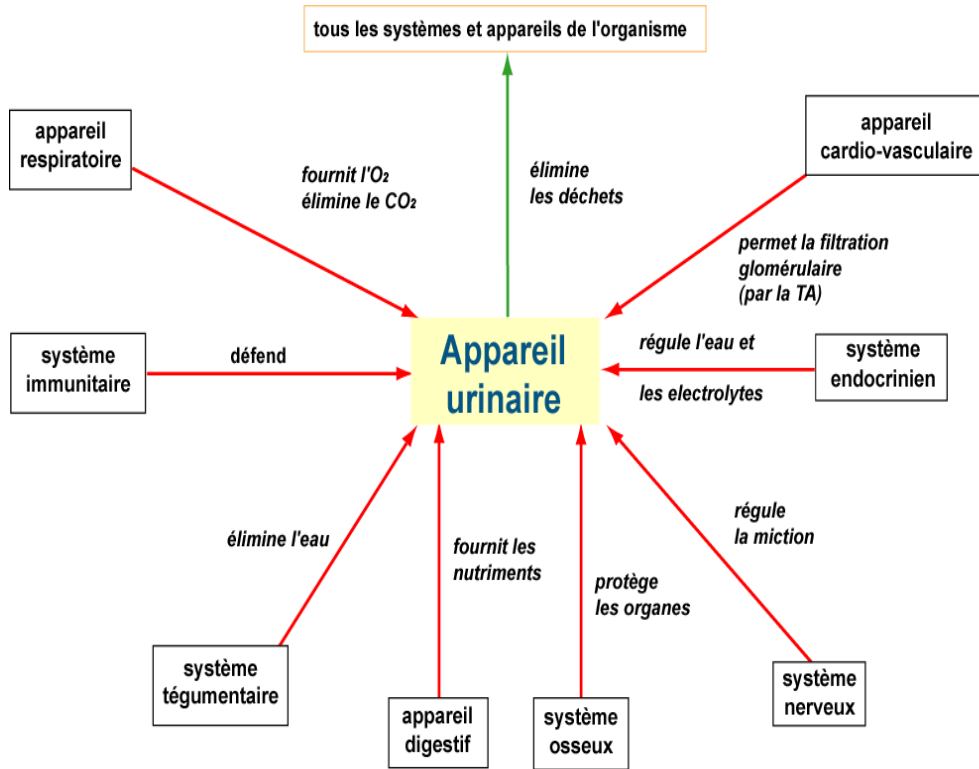 tous les systèmes et appareils de l'organisme
appareil
respiratoire
appareil
cardio-vasculaire
fournit l'O₂
élimine le CO₂
élimine
les déchets
permet la filtration
glomérulaire
(par la TA)
système
immunitaire
défend
Appareil
urinaire
régule l'eau et
les electrolytes
système
endocrinien
élimine l'eau
fournit les
nutriments
protège
les organes
régule
la miction
système
tégumentaire
appareil
digestif
système
osseux
système
nerveux